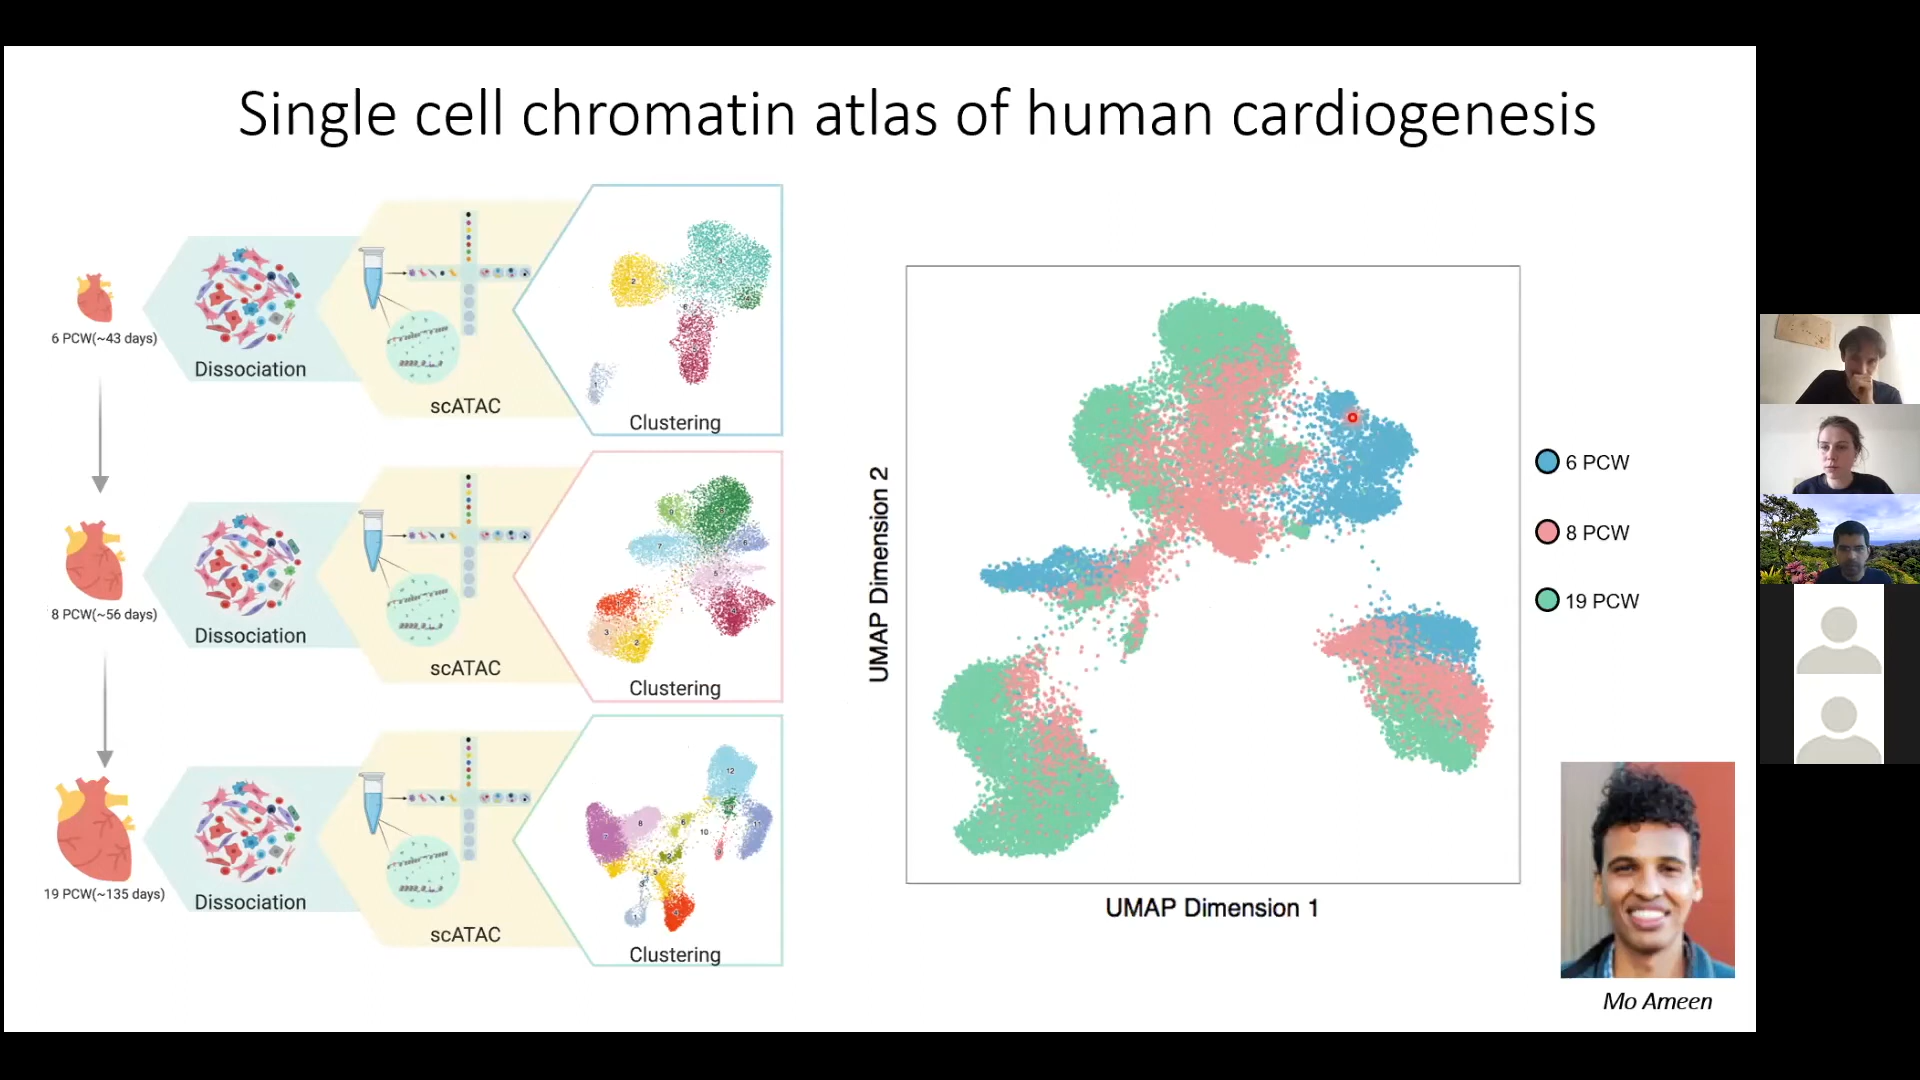 Single cell chromatin atlas of human cardiogenesis
6 PCW(~43 days)
Dissociation
scATAC
Clustering
8 PCW(~56 days)
Dissociation
scATAC
Clustering
19 PCW(~135 days)
Dissociation
scATAC
Clustering
UMAP Dimension 2
UMAP Dimension 1
6 PCW
8 PCW
19 PCW
Mo Ameen